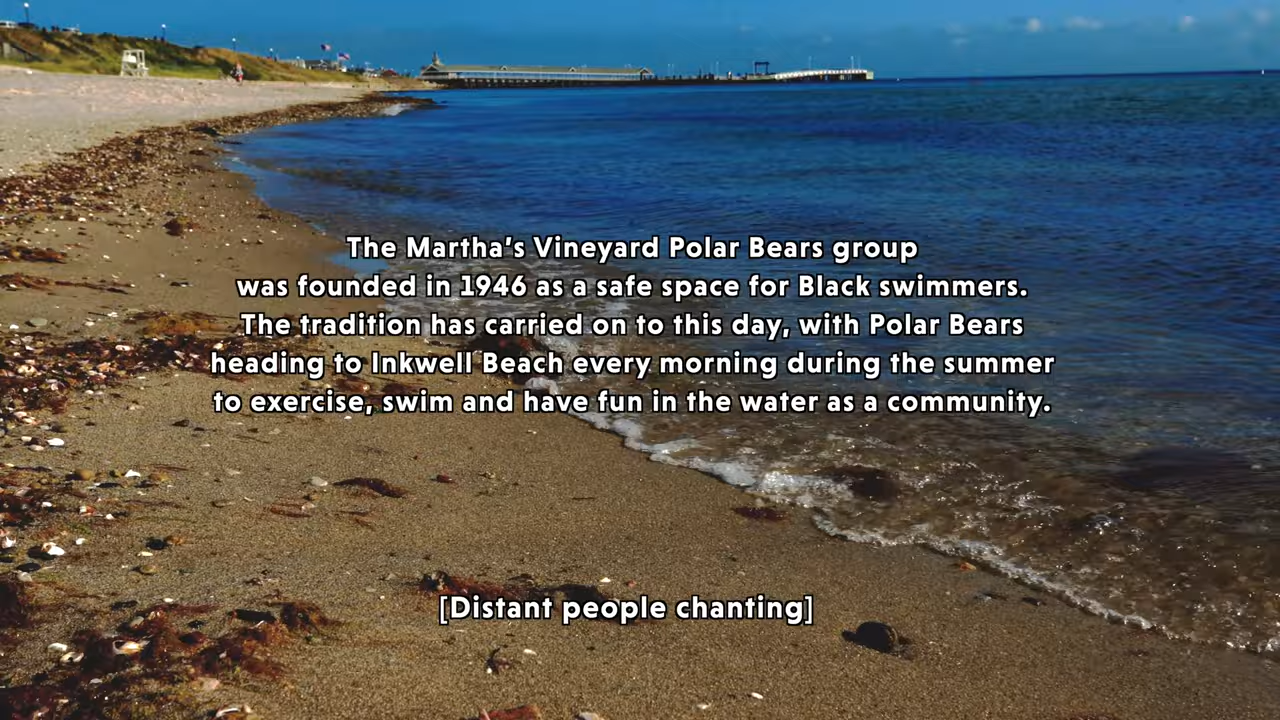 The Martha's Vineyard Polar Bears group
was founded in 1946 as a safe space for Black swimmers.
The tradition has carried on to this day, with Polar Bears
heading to Inkwell Beach every morning during the summer
to exercise, swim and have fun in the water as a community.
[Distant people chanting]